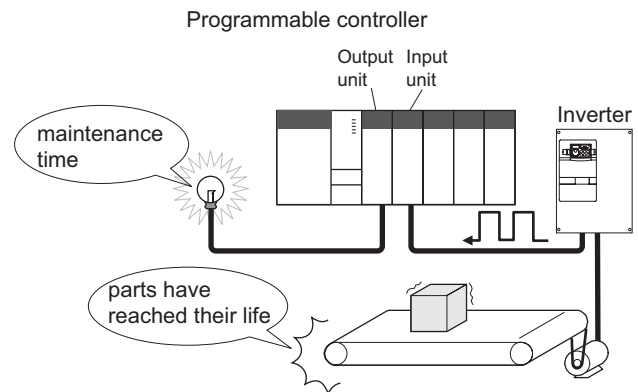 Programmable controller
Output Input
unit unit
Inverter
maintenance
time
parts have
reached their life